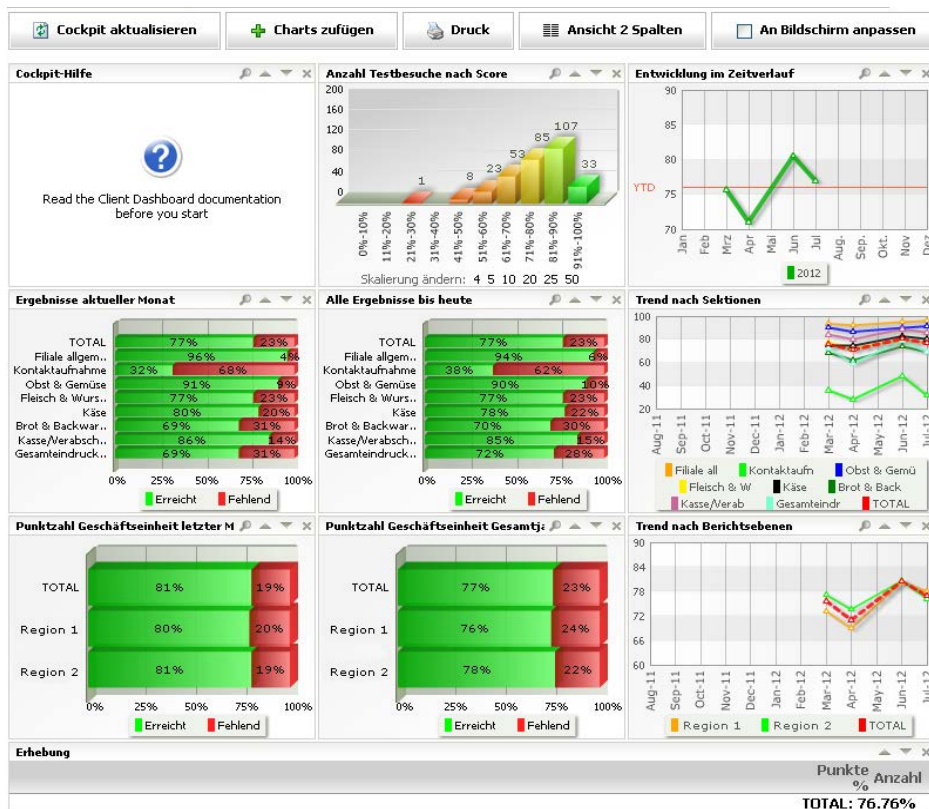 Cockpit aktualisieren
Charts zufügen
Druck
Ansicht 2 Spalten
An Bildschirm anpassen
Cockpit-Hilfe
Read the Client Dashboard documentation
before you start
Anzahl Testbesuche nach Score
200
160
120
80
40
0
1
8
23
53
85
107
33
0%-10%
11%-20%
21%-30%
31%-40%
41%-50%
51%-60%
61%-70%
71%-80%
81%-90%
91%-100%
Skalierung ändern: 4 5 10 20 25 50
Entwicklung im Zeitverlauf
90
85
80
YTD
75
70
Jan
Feb
Mrz
Apr
Mai
Jun
Jul
Aug.
Sep.
Okt.
Nov
Dez
2012
Ergebnisse aktueller Monat
TOTAL 77% 23%
Filiale allgem.. 96% 4%
Kontaktaufnahme 32% 68%
Obst & Gemüse 91% 9%
Fleisch & Wurs.. 77% 23%
Käse 80% 20%
Brot & Backwar.. 69% 31%
Kasse/Verabsch.. 86% 14%
Gesamteindruck.. 69% 31%
0% 25% 50% 75% 100%
Erreicht Fehlend
Alle Ergebnisse bis heute
TOTAL 77% 23%
Filiale allgem.. 94% 6%
Kontaktaufnahme 38% 62%
Obst & Gemüse 90% 10%
Fleisch & Wurs.. 77% 23%
Käse 78% 22%
Brot & Backwar.. 70% 30%
Kasse/Verabsch.. 85% 15%
Gesamteindruck.. 72% 28%
0% 25% 50% 75% 100%
Erreicht Fehlend
Trend nach Sektionen
100
80
60
40
20
Aug-11
Sep-11
Oct-11
Nov-11
Dec-11
Jan-12
Feb-12
Mar-12
Apr-12
May-12
Jun-12
Jul-12
Filiale all Kontaktaufn Obst & Gemü
Fleisch & W Käse Brot & Back
Kasse/Verab Gesamteindr TOTAL
Punktzahl Geschäftseinheit letzter M
TOTAL 81% 19%
Region 1 80% 20%
Region 2 81% 19%
0% 25% 50% 75% 100%
Erreicht Fehlend
Punktzahl Geschäftseinheit Gesamtja
TOTAL 77% 23%
Region 1 76% 24%
Region 2 78% 22%
0% 25% 50% 75% 100%
Erreicht Fehlend
Trend nach Berichtsebenen
90
84
78
72
66
60
Aug-11
Sep-11
Oct-11
Nov-11
Dec-11
Jan-12
Feb-12
Mar-12
Apr-12
May-12
Jun-12
Jul-12
Region 1 Region 2 TOTAL
Erhebung
Punkte
% Anzahl
TOTAL: 76.76%